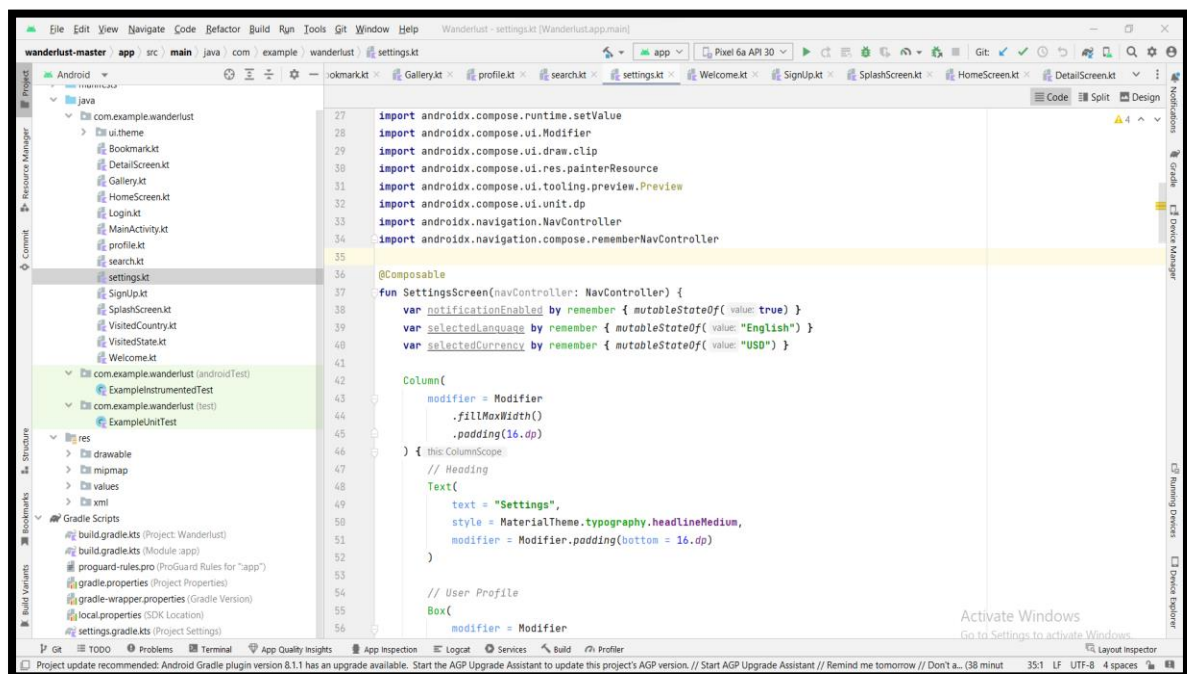 File Edit View Navigate Code Refactor Build Run Tools Git Window Help Wanderlust - settings.kt [Wanderlust.app.main]
wanderlust-master app src main java com example wanderlust settings.kt app Pixel 6a API 30 Git:
Android ookmark.kt Gallery.kt profile.kt search.kt settings.kt Welcome.kt SignUp.kt SplashScreen.kt HomeScreen.kt DetailScreen.kt
Code Split Design
Project
Resource Manager
Commit
Structure
Bookmarks
Build Variants
manifests
java
com.example.wanderlust
ui.theme
Bookmark.kt
DetailScreen.kt
Gallery.kt
HomeScreen.kt
Login.kt
MainActivity.kt
profile.kt
search.kt
settings.kt
SignUp.kt
SplashScreen.kt
VisitedCountry.kt
VisitedState.kt
Welcome.kt
com.example.wanderlust (androidTest)
ExampleInstrumentedTest
com.example.wanderlust (test)
ExampleUnitTest
res
drawable
mipmap
values
xml
Gradle Scripts
build.gradle.kts (Project: Wanderlust)
build.gradle.kts (Module :app)
proguard-rules.pro (ProGuard Rules for ":app")
gradle.properties (Project Properties)
gradle-wrapper.properties (Gradle Version)
local.properties (SDK Location)
settings.gradle.kts (Project Settings)
27 import androidx.compose.runtime.setValue
28 import androidx.compose.ui.Modifier
29 import androidx.compose.ui.draw.clip
30 import androidx.compose.ui.res.painterResource
31 import androidx.compose.ui.tooling.preview.Preview
32 import androidx.compose.ui.unit.dp
33 import androidx.navigation.NavController
34 import androidx.navigation.compose.rememberNavController
35
36 @Composable
37 fun SettingsScreen(navController: NavController) {
38 var notificationEnabled by remember { mutableStateOf( value: true) }
39 var selectedLanguage by remember { mutableStateOf( value: "English") }
40 var selectedCurrency by remember { mutableStateOf( value: "USD") }
41
42 Column(
43 modifier = Modifier
44 .fillMaxWidth()
45 .padding(16.dp)
46 ) { this: ColumnScope
47 // Heading
48 Text(
49 text = "Settings",
50 style = MaterialTheme.typography.headlineMedium,
51 modifier = Modifier.padding(bottom = 16.dp)
52 )
53
54 // User Profile
55 Box(
56 modifier = Modifier
4
Notifications
Gradle
Device Manager
Running Devices
Device Explorer
Activate Windows
Go to Settings to activate Windows.
Git TODO Problems Terminal App Quality Insights App Inspection Logcat Services Build Profiler Layout Inspector
Project update recommended: Android Gradle plugin version 8.1.1 has an upgrade available. Start the AGP Upgrade Assistant to update this project's AGP version. // Start AGP Upgrade Assistant // Remind me tomorrow // Don't a... (38 minut 35:1 LF UTF-8 4 spaces